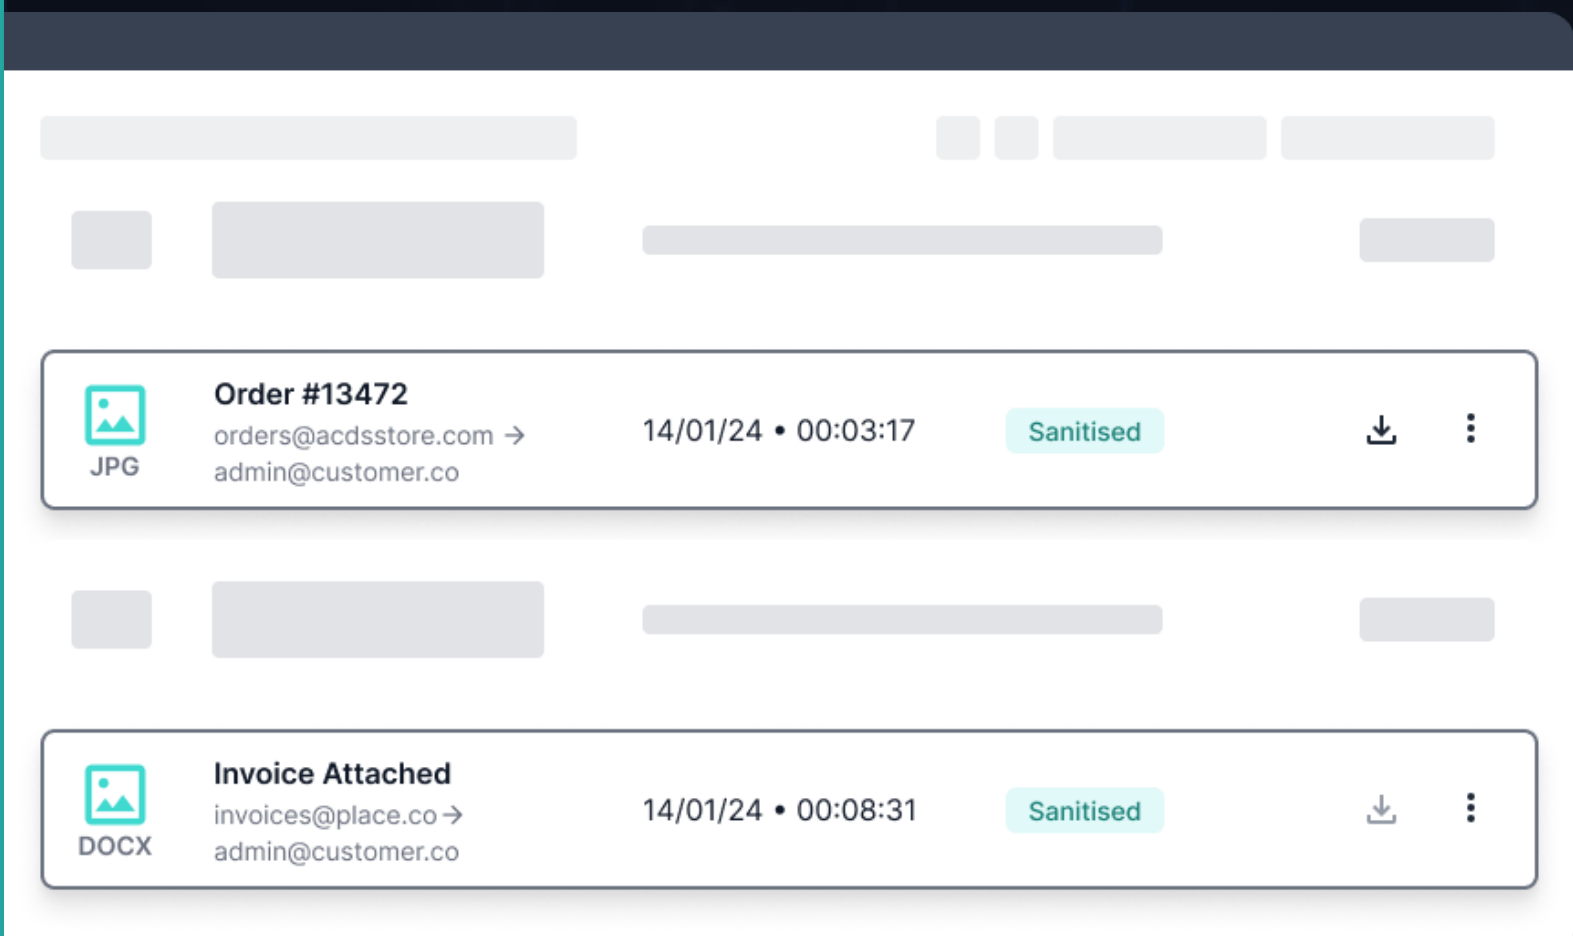 Order #13472
orders@acdsstore.com →
admin@customer.co
JPG
14/01/24 • 00:03:17
Sanitised
Invoice Attached
invoices@place.co →
admin@customer.co
DOCX
14/01/24 • 00:08:31
Sanitised